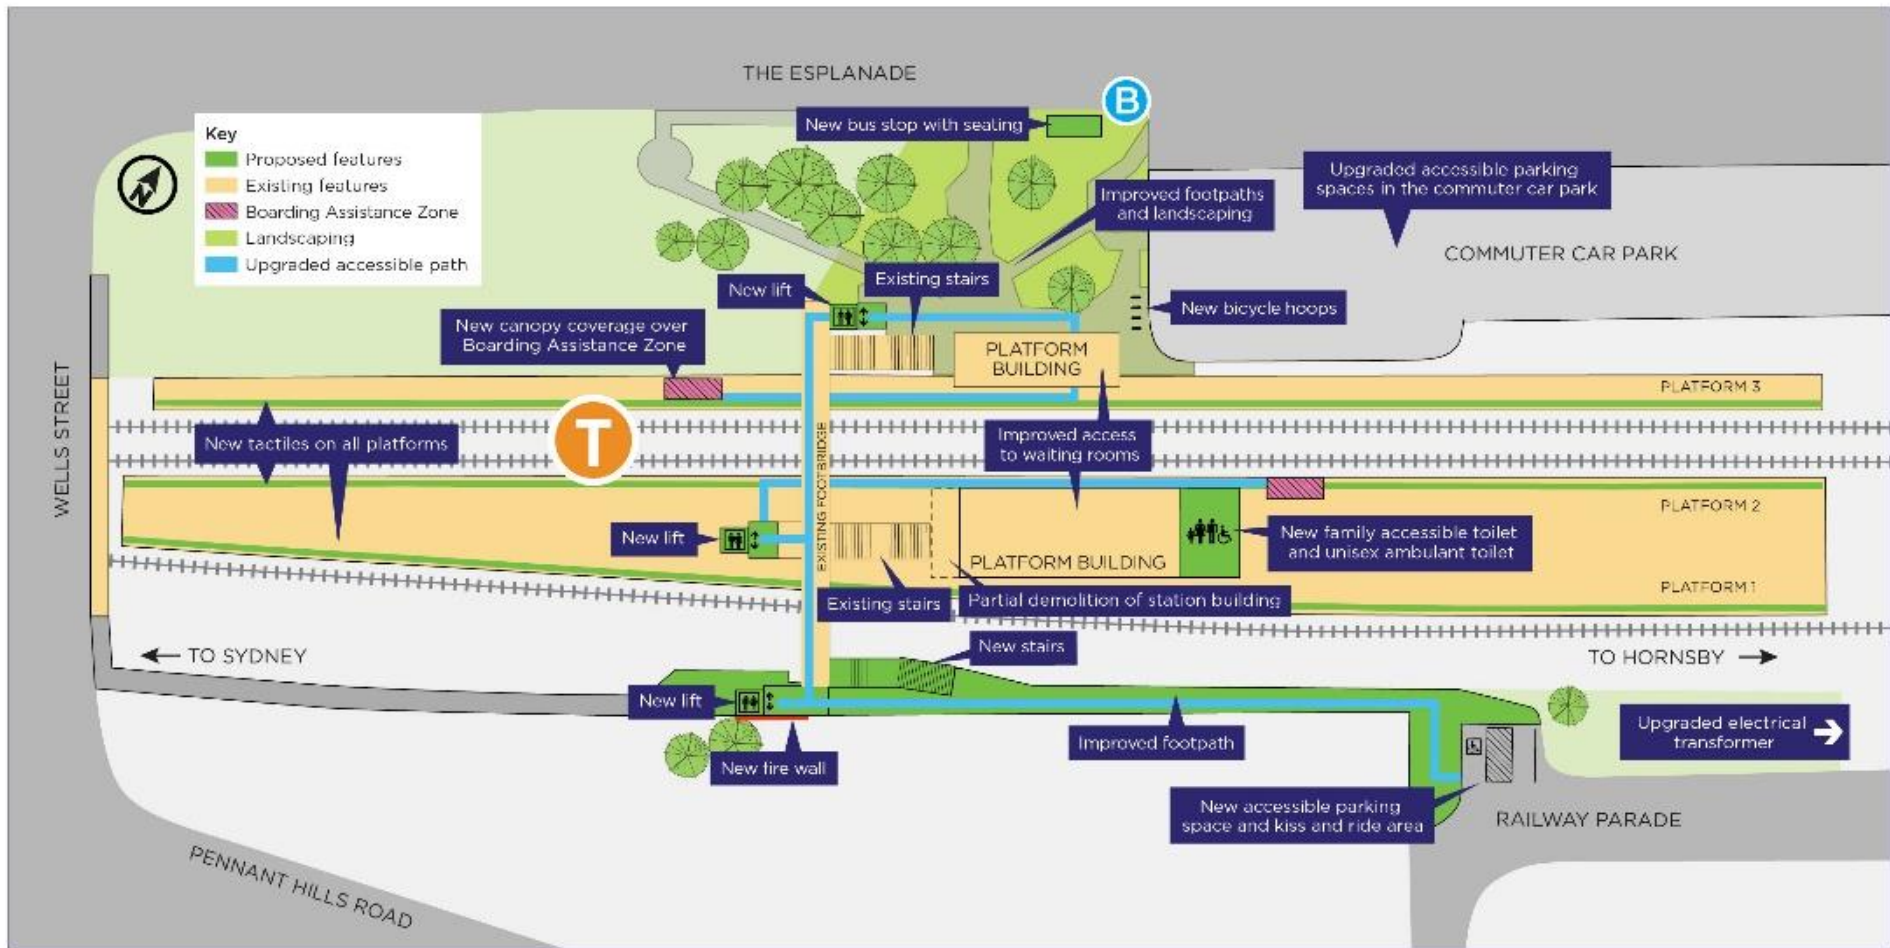 THE ESPLANADE
B
New bus stop with seating
Key
Proposed features
Existing features
Boarding Assistance Zone
Landscaping
Upgraded accessible path
N
Upgraded accessible parking
spaces in the commuter car park
Improved footpaths
and landscaping
COMMUTER CAR PARK
Existing stairs
New lift
New bicycle hoops
New canopy coverage over
Boarding Assistance Zone
PLATFORM
BUILDING
PLATFORM 3
WELLS STREET
T
New tactiles on all platforms
EXISTING FOOTBRIDGE
Improved access
to waiting rooms
PLATFORM 2
New lift
New family accessible toilet
and unisex ambulant toilet
PLATFORM BUILDING
PLATFORM 1
Existing stairs
Partial demolition of station building
New stairs
TO SYDNEY
TO HORNSBY
New lift
Improved footpath
Upgraded electrical
transformer
New fire wall
New accessible parking
space and kiss and ride area
RAILWAY PARADE
PENNANT HILLS ROAD